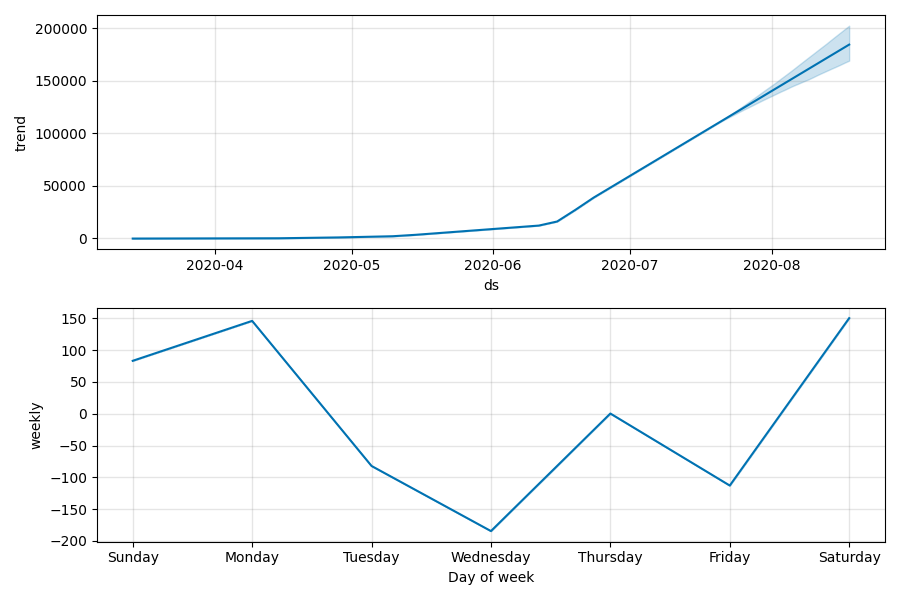 200000
150000
100000
50000
0
trend
2020-04 2020-05 2020-06 2020-07 2020-08
ds
150
100
50
0
−50
−100
−150
−200
weekly
Sunday Monday Tuesday Wednesday Thursday Friday Saturday
Day of week